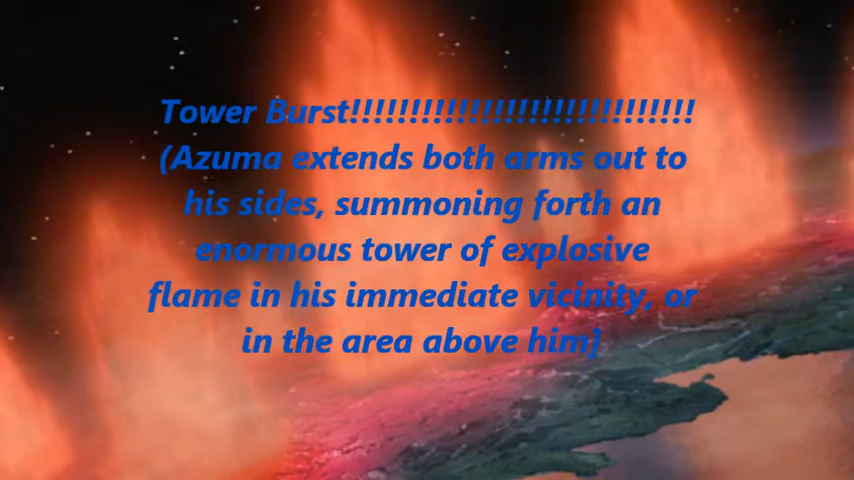 Tower Burst!!!!!!!!!!!!!!!!!!!!!!!!!!!!!
(Azuma extends both arms out to
his sides, summoning forth an
enormous tower of explosive
flame in his immediate vicinity, or
in the area above him]